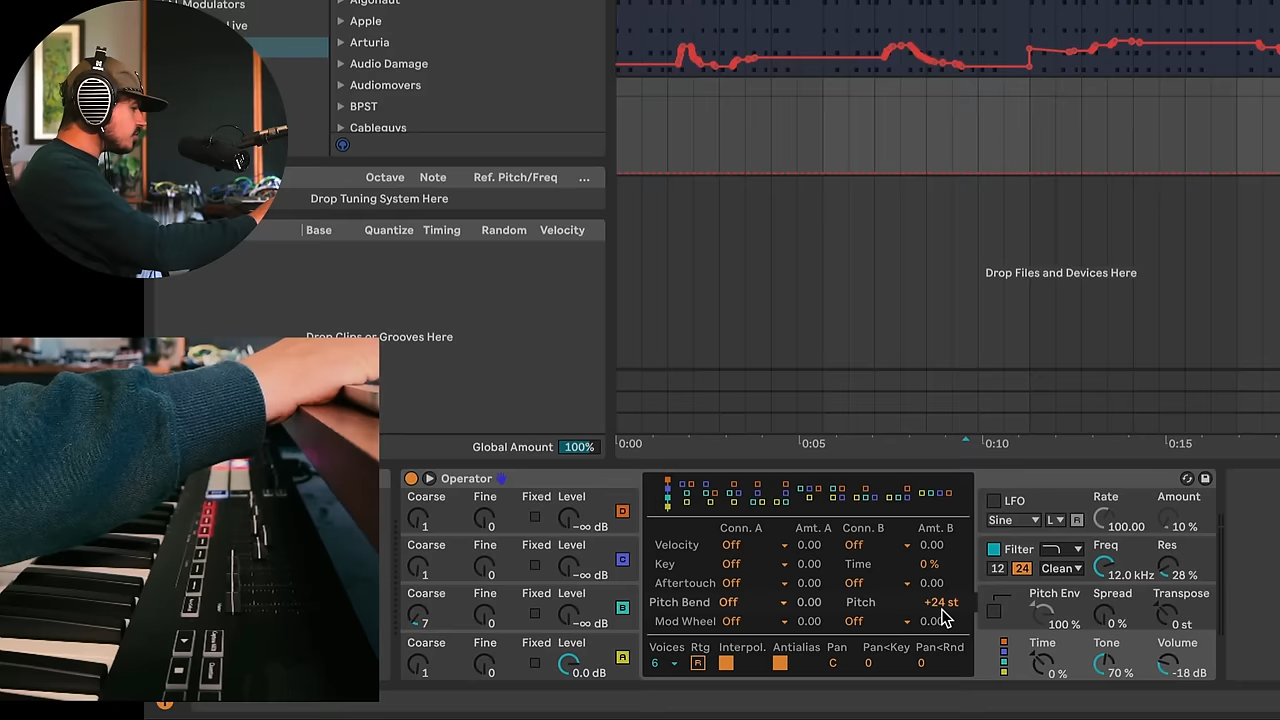 Modulators
Live
Apple
Arturia
Audio Damage
Audiomovers
BPST
Cableguys
Octave Note Ref. Pitch/Freq ...
Drop Tuning System Here
Base Quantize Timing Random Velocity
Drop Clips or Grooves Here
Drop Files and Devices Here
Global Amount 100%
0:00 0:05 0:10 0:15
Operator
Coarse Fine Fixed Level
1 0 -∞ dB D
Coarse Fine Fixed Level
1 0 -∞ dB C
Coarse Fine Fixed Level
7 0 -∞ dB B
Coarse Fine Fixed Level
1 0 0.0 dB A
Conn. A Amt. A Conn. B Amt. B
Velocity Off 0.00 Off 0.00
Key Off 0.00 Time 0 %
Aftertouch Off 0.00 Off 0.00
Pitch Bend Off 0.00 Pitch +24 st
Mod Wheel Off 0.00 Off 0.00
Voices Rtg Interpol. Antialias Pan Pan<Key Pan<Rnd
6 R C 0 0
LFO Rate Amount
Sine L R 100.00 10 %
Filter Freq Res
12 24 Clean 12.0 kHz 28 %
Pitch Env Spread Transpose
100 % 0 % 0 st
Time Tone Volume
0 % 70 % -18 dB